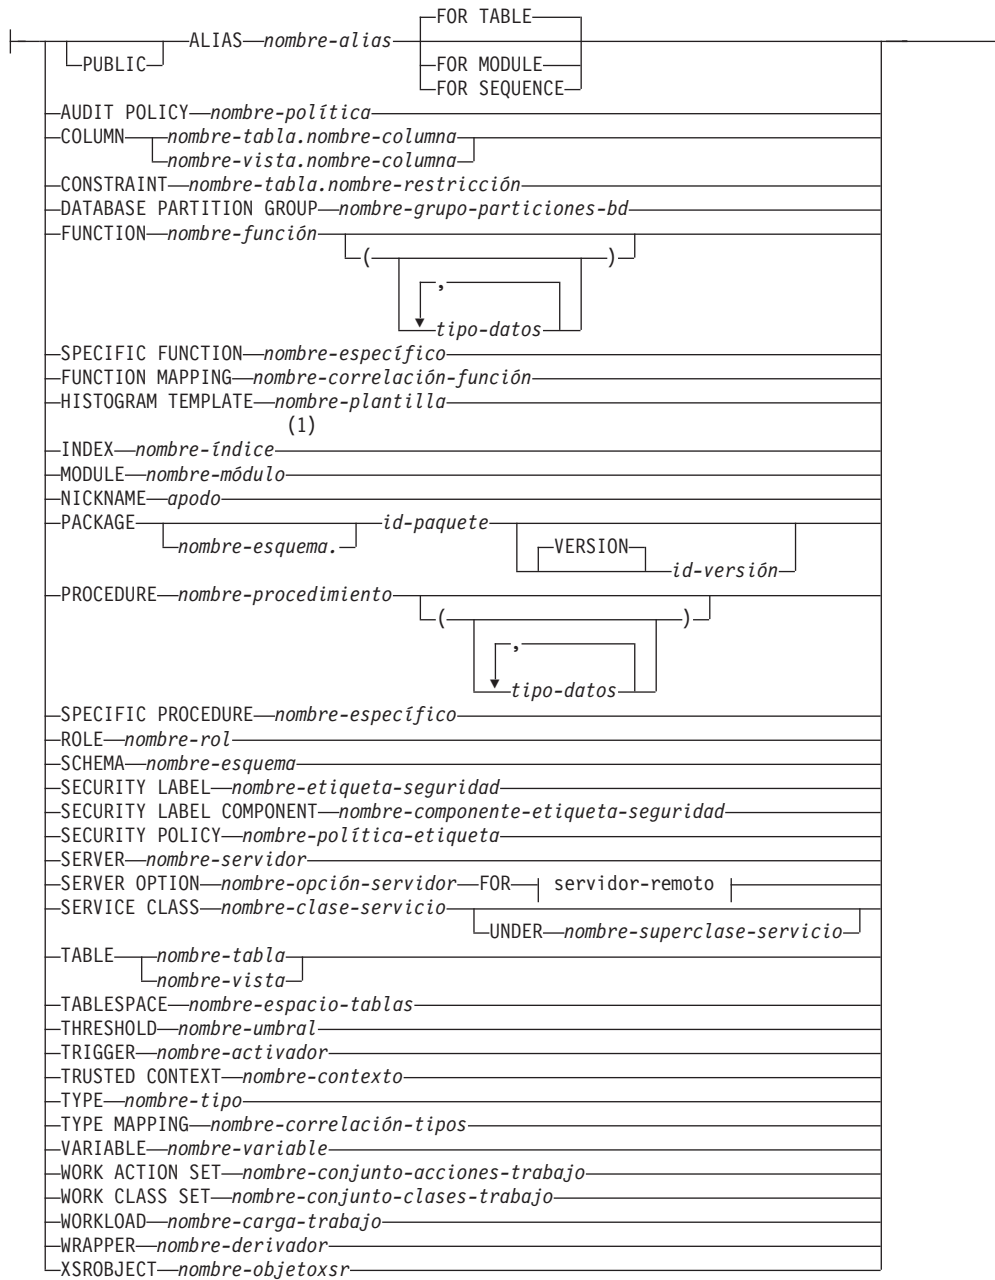 FOR TABLE
ALIAS nombre-alias
PUBLIC FOR MODULE
FOR SEQUENCE
AUDIT POLICY nombre-política
COLUMN nombre-tabla.nombre-columna
nombre-vista.nombre-columna
CONSTRAINT nombre-tabla.nombre-restricción
DATABASE PARTITION GROUP nombre-grupo-particiones-bd
FUNCTION nombre-función
( )
,
tipo-datos
SPECIFIC FUNCTION nombre-específico
FUNCTION MAPPING nombre-correlación-función
HISTOGRAM TEMPLATE nombre-plantilla
(1)
INDEX nombre-índice
MODULE nombre-módulo
NICKNAME apodo
PACKAGE id-paquete
nombre-esquema. VERSION
id-versión
PROCEDURE nombre-procedimiento
( )
,
tipo-datos
SPECIFIC PROCEDURE nombre-específico
ROLE nombre-rol
SCHEMA nombre-esquema
SECURITY LABEL nombre-etiqueta-seguridad
SECURITY LABEL COMPONENT nombre-componente-etiqueta-seguridad
SECURITY POLICY nombre-política-etiqueta
SERVER nombre-servidor
SERVER OPTION nombre-opción-servidor FOR servidor-remoto
SERVICE CLASS nombre-clase-servicio
UNDER nombre-superclase-servicio
TABLE nombre-tabla
nombre-vista
TABLESPACE nombre-espacio-tablas
THRESHOLD nombre-umbral
TRIGGER nombre-activador
TRUSTED CONTEXT nombre-contexto
TYPE nombre-tipo
TYPE MAPPING nombre-correlación-tipos
VARIABLE nombre-variable
WORK ACTION SET nombre-conjunto-acciones-trabajo
WORK CLASS SET nombre-conjunto-clases-trabajo
WORKLOAD nombre-carga-trabajo
WRAPPER nombre-derivador
XSROBJECT nombre-objetoxsr